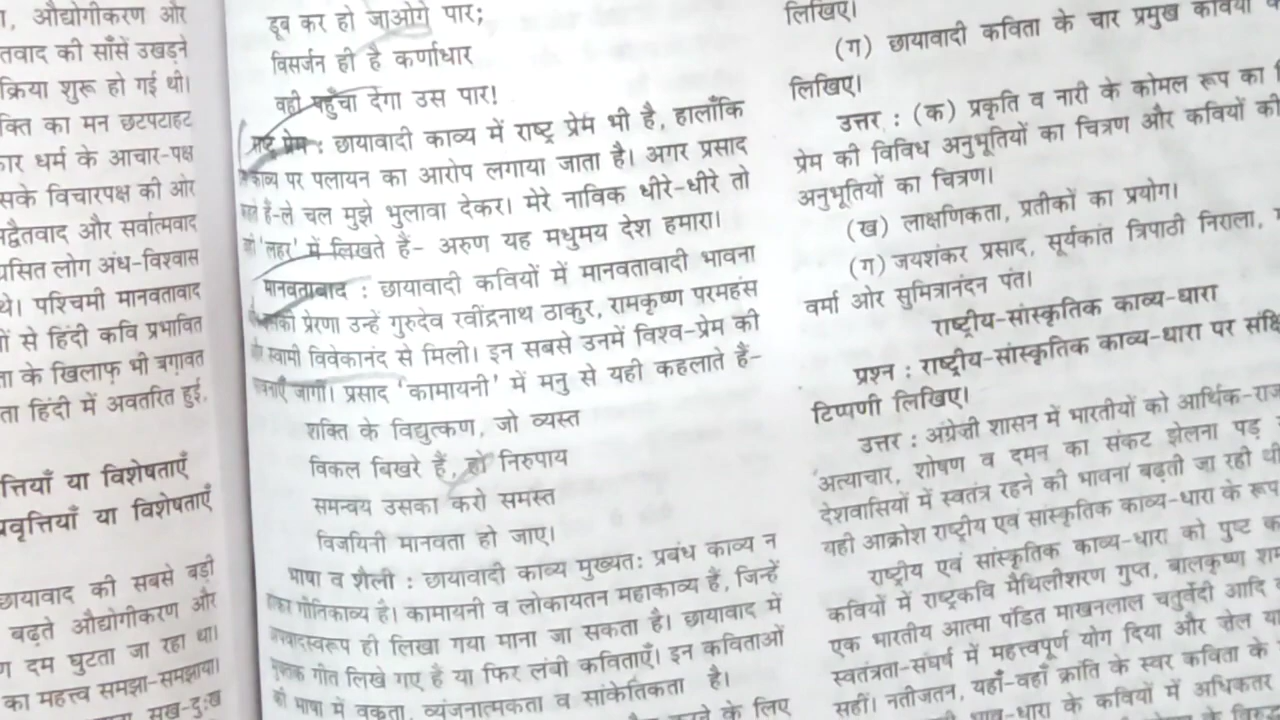 , औद्योगीकरण और
तवाद की साँसें उखड़ने
क्रिया शुरू हो गई थी।
क्ति का मन छटपटाहट
कार धर्म के आचार-पक्ष
सके विचारपक्ष की ओर
द्वैतवाद और सर्वात्मवाद
ग्रसित लोग अंध-विश्वास
थे। पश्चिमी मानवतावाद
ों से हिंदी कवि प्रभावित
ता के खिलाफ़ भी बग़ावत
ता हिंदी में अवतरित हुई,
त्तियाँ या विशेषताएँ
प्रवृत्तियाँ या विशेषताएँ
छायावाद की सबसे बड़ी
बढ़ते औद्योगीकरण और
ण दम घुटता जा रहा था।
का महत्त्व समझा-समझाया।
सुख-दुःख
डूब कर हो जाओगे पार;
विसर्जन ही है कर्णाधार
वही पहुँचा देगा उस पार!
प्रेम : छायावादी काव्य में राष्ट्र प्रेम भी है, हालाँकि
काव्य पर पलायन का आरोप लगाया जाता है। अगर प्रसाद
हैं-ले चल मुझे भुलावा देकर। मेरे नाविक धीरे-धीरे तो
'लहर' में लिखते हैं- अरुण यह मधुमय देश हमारा।
मानवतावाद : छायावादी कवियों में मानवतावादी भावना
प्रेरणा उन्हें गुरुदेव रवींद्रनाथ ठाकुर, रामकृष्ण परमहंस
स्वामी विवेकानंद से मिली। इन सबसे उनमें विश्व-प्रेम की
जागी। प्रसाद 'कामायनी' में मनु से यही कहलाते हैं-
शक्ति के विद्युत्कण, जो व्यस्त
विकल बिखरे हैं, हो निरुपाय
समन्वय उसका करो समस्त
विजयिनी मानवता हो जाए।
भाषा व शैली : छायावादी काव्य मुख्यतः प्रबंध काव्य न
गीतिकाव्य है। कामायनी व लोकायतन महाकाव्य हैं, जिन्हें
ही लिखा गया माना जा सकता है। छायावाद में
गीत लिखे गए हैं या फिर लंबी कविताएँ। इन कविताओं
की भाषा में वक्रता, व्यंजनात्मकता व सांकेतिकता है।
के लिए
लिखिए।
(ग) छायावादी कविता के चार प्रमुख कवियों
लिखिए।
उत्तर : (क) प्रकृति व नारी के कोमल रूप का
प्रेम की विविध अनुभूतियों का चित्रण और कवियों की
अनुभूतियों का चित्रण।
(ख) लाक्षणिकता, प्रतीकों का प्रयोग।
(ग) जयशंकर प्रसाद, सूर्यकांत त्रिपाठी निराला,
वर्मा ओर सुमित्रानंदन पंत।
राष्ट्रीय-सांस्कृतिक काव्य-धारा
प्रश्न : राष्ट्रीय-सांस्कृतिक काव्य-धारा पर संक्षि
टिप्पणी लिखिए।
उत्तर : अंग्रेज़ी शासन में भारतीयों को आर्थिक-राज
अत्याचार, शोषण व दमन का संकट झेलना पड़
देशवासियों में स्वतंत्र रहने की भावना बढ़ती जा रही थी
यही आक्रोश राष्ट्रीय एवं सांस्कृतिक काव्य-धारा के रूप
राष्ट्रीय एवं सांस्कृतिक काव्य-धारा को पुष्ट
कवियों में राष्ट्रकवि मैथिलीशरण गुप्त, बालकृष्ण
एक भारतीय आत्मा पंडित माखनलाल चतुर्वेदी आदि
स्वतंत्रता-संघर्ष में महत्त्वपूर्ण योग दिया और जेल
सहीं। नतीजतन, यहाँ-वहाँ क्रांति के स्वर कविता के
के कवियों में अधिकतर